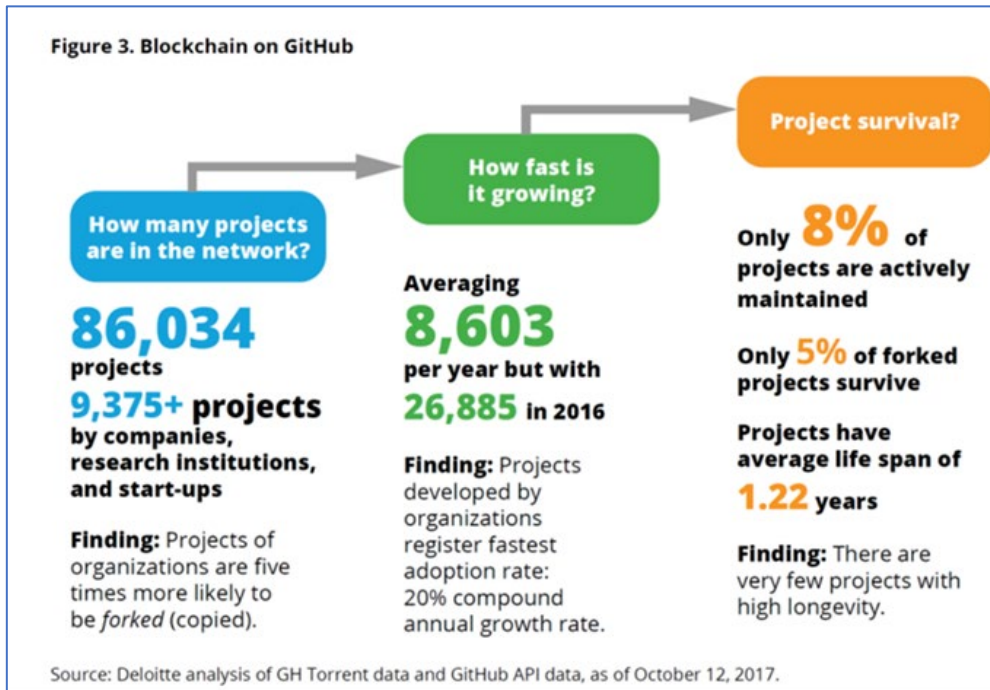 Figure 3. Blockchain on GitHub
How many projects
are in the network?
86,034
projects
9,375+ projects
by companies,
research institutions,
and start-ups
Finding: Projects of
organizations are five
times more likely to
be forked (copied).
How fast is
it growing?
Averaging
8,603
per year but with
26,885 in 2016
Finding: Projects
developed by
organizations
register fastest
adoption rate:
20% compound
annual growth rate.
Project survival?
Only 8% of
projects are actively
maintained
Only 5% of forked
projects survive
Projects have
average life span of
1.22 years
Finding: There are
very few projects with
high longevity.
Source: Deloitte analysis of GH Torrent data and GitHub API data, as of October 12, 2017.